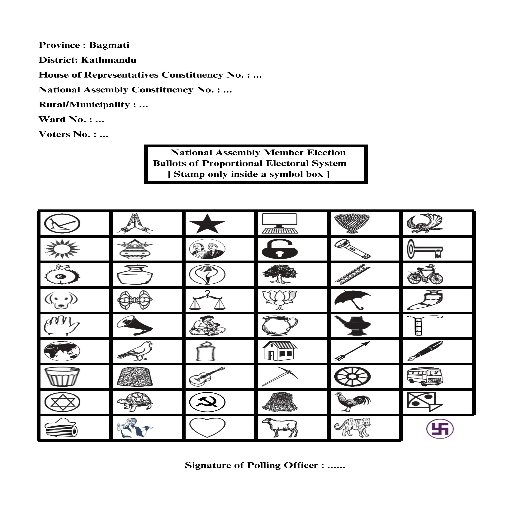 Province : Bagmati
District: Kathmandu
House of Representatives Constituency No. : ...
National Assembly Constituency No. : ...
Rural/Municipality : ...
Ward No. : ...
Voters No. : ...
National Assembly Member Election
Ballots of Proportional Electoral System
[ Stamp only inside a symbol box ]
Signature of Polling Officer : ......